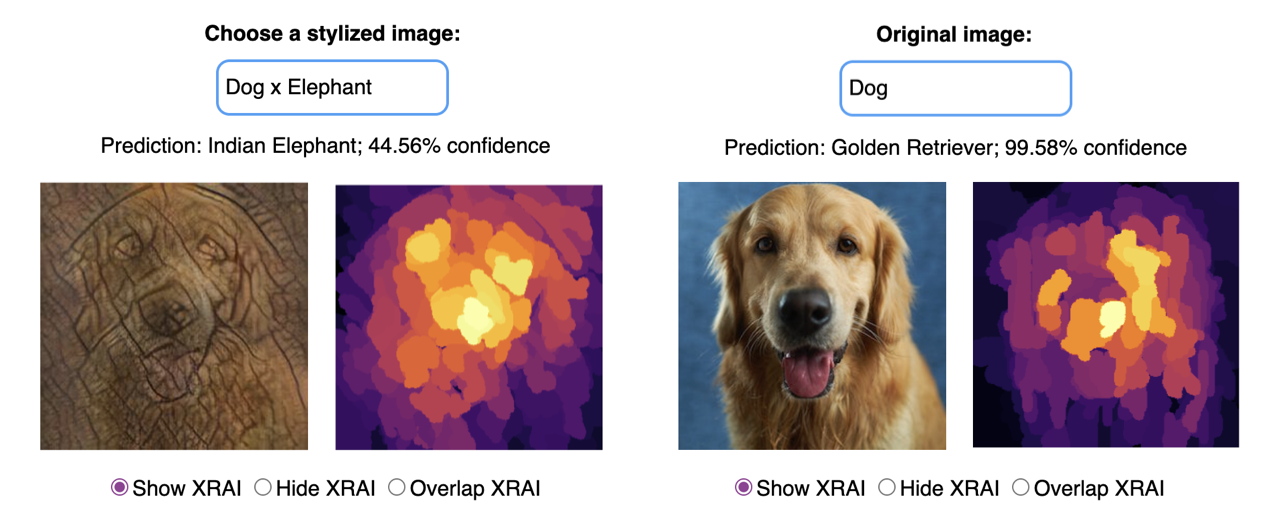 Choose a stylized image:
Dog x Elephant
Prediction: Indian Elephant; 44.56% confidence
Show XRAI Hide XRAI Overlap XRAI
Original image:
Dog
Prediction: Golden Retriever; 99.58% confidence
Show XRAI Hide XRAI Overlap XRAI